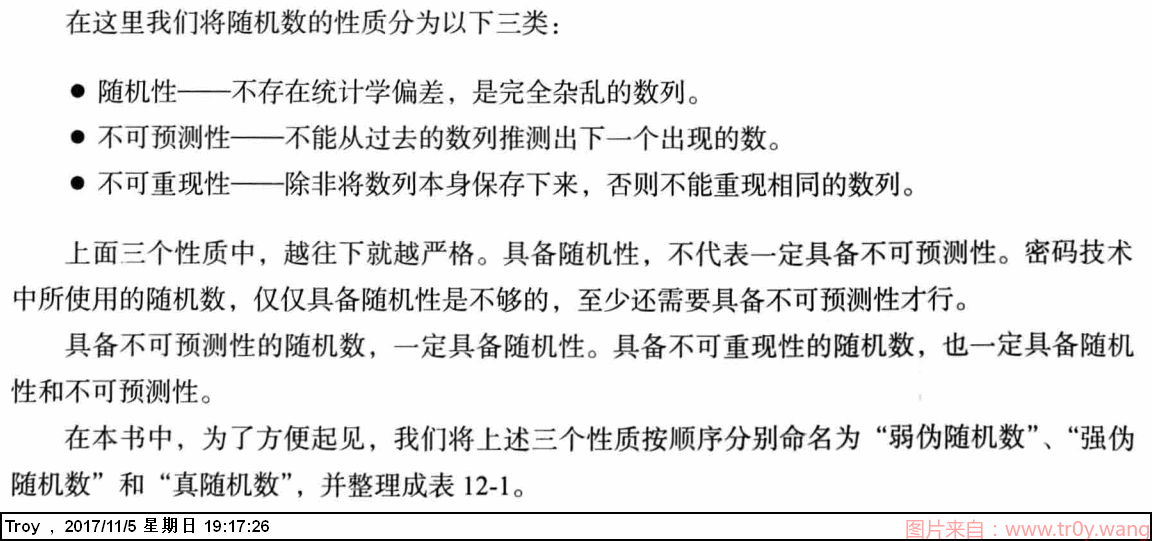 在这里我们将随机数的性质分为以下三类：
● 随机性——不存在统计学偏差，是完全杂乱的数列。
● 不可预测性——不能从过去的数列推测出下一个出现的数。
● 不可重现性——除非将数列本身保存下来，否则不能重现相同的数列。
上面三个性质中，越往下就越严格。具备随机性，不代表一定具备不可预测性。密码技术
中所使用的随机数，仅仅具备随机性是不够的，至少还需要具备不可预测性才行。
具备不可预测性的随机数，一定具备随机性。具备不可重现性的随机数，也一定具备随机
性和不可预测性。
在本书中，为了方便起见，我们将上述三个性质按顺序分别命名为“弱伪随机数”、“强伪
随机数”和“真随机数”，并整理成表 12-1。
Troy , 2017/11/5 星期日 19:17:26
图片来自：www.tr0y.wang